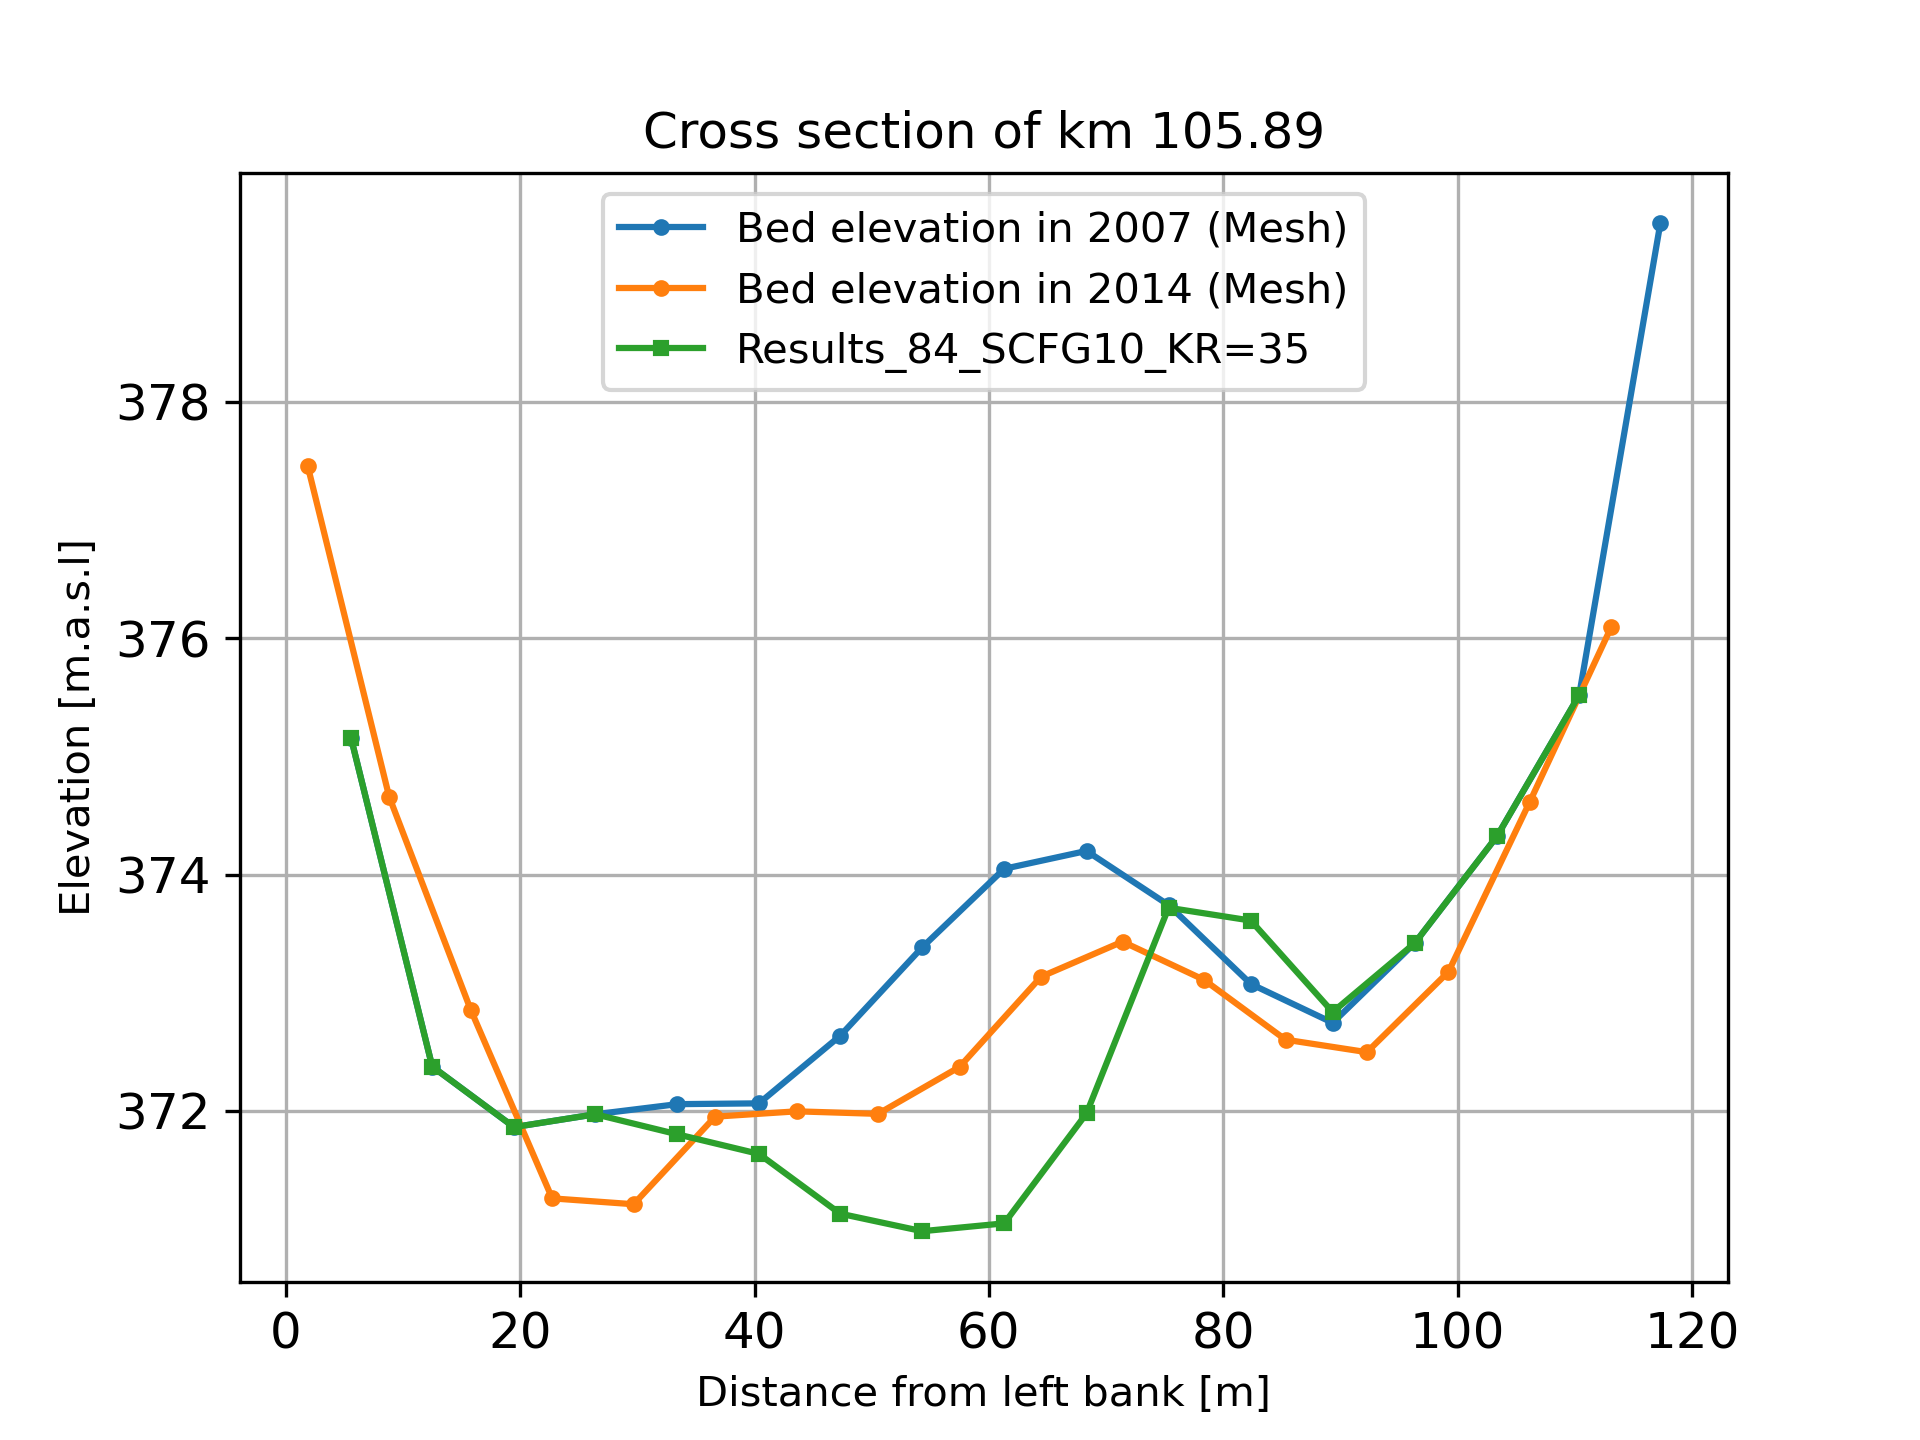 Cross section of km 105.89
Bed elevation in 2007 (Mesh)
Bed elevation in 2014 (Mesh)
Results_84_SCFG10_KR=35
Elevation [m.a.s.l]
378
376
374
372
0 20 40 60 80 100 120
Distance from left bank [m]